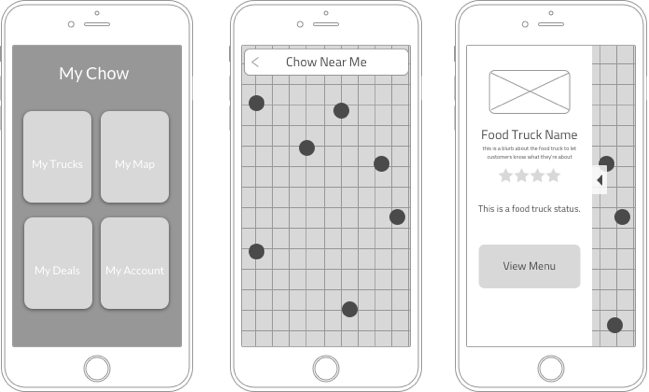 My Chow
My Trucks
My Map
My Deals
My Account
Chow Near Me
Food Truck Name
this is a blurb about the food truck to let
customers know what they're about
This is a food truck status.
View Menu